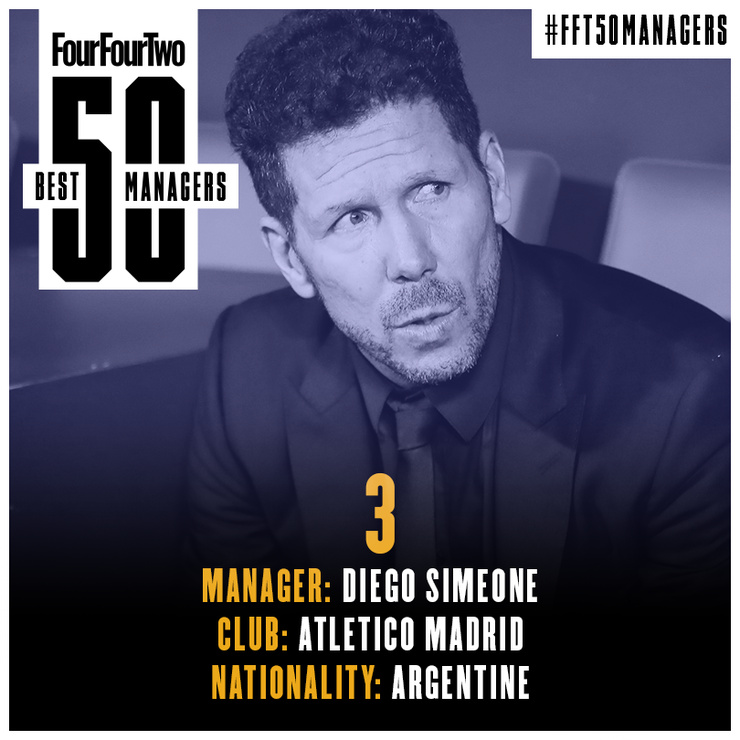 FourFourTwo
50
BEST MANAGERS
#FFT50MANAGERS
3
MANAGER: DIEGO SIMEONE
CLUB: ATLETICO MADRID
NATIONALITY: ARGENTINE